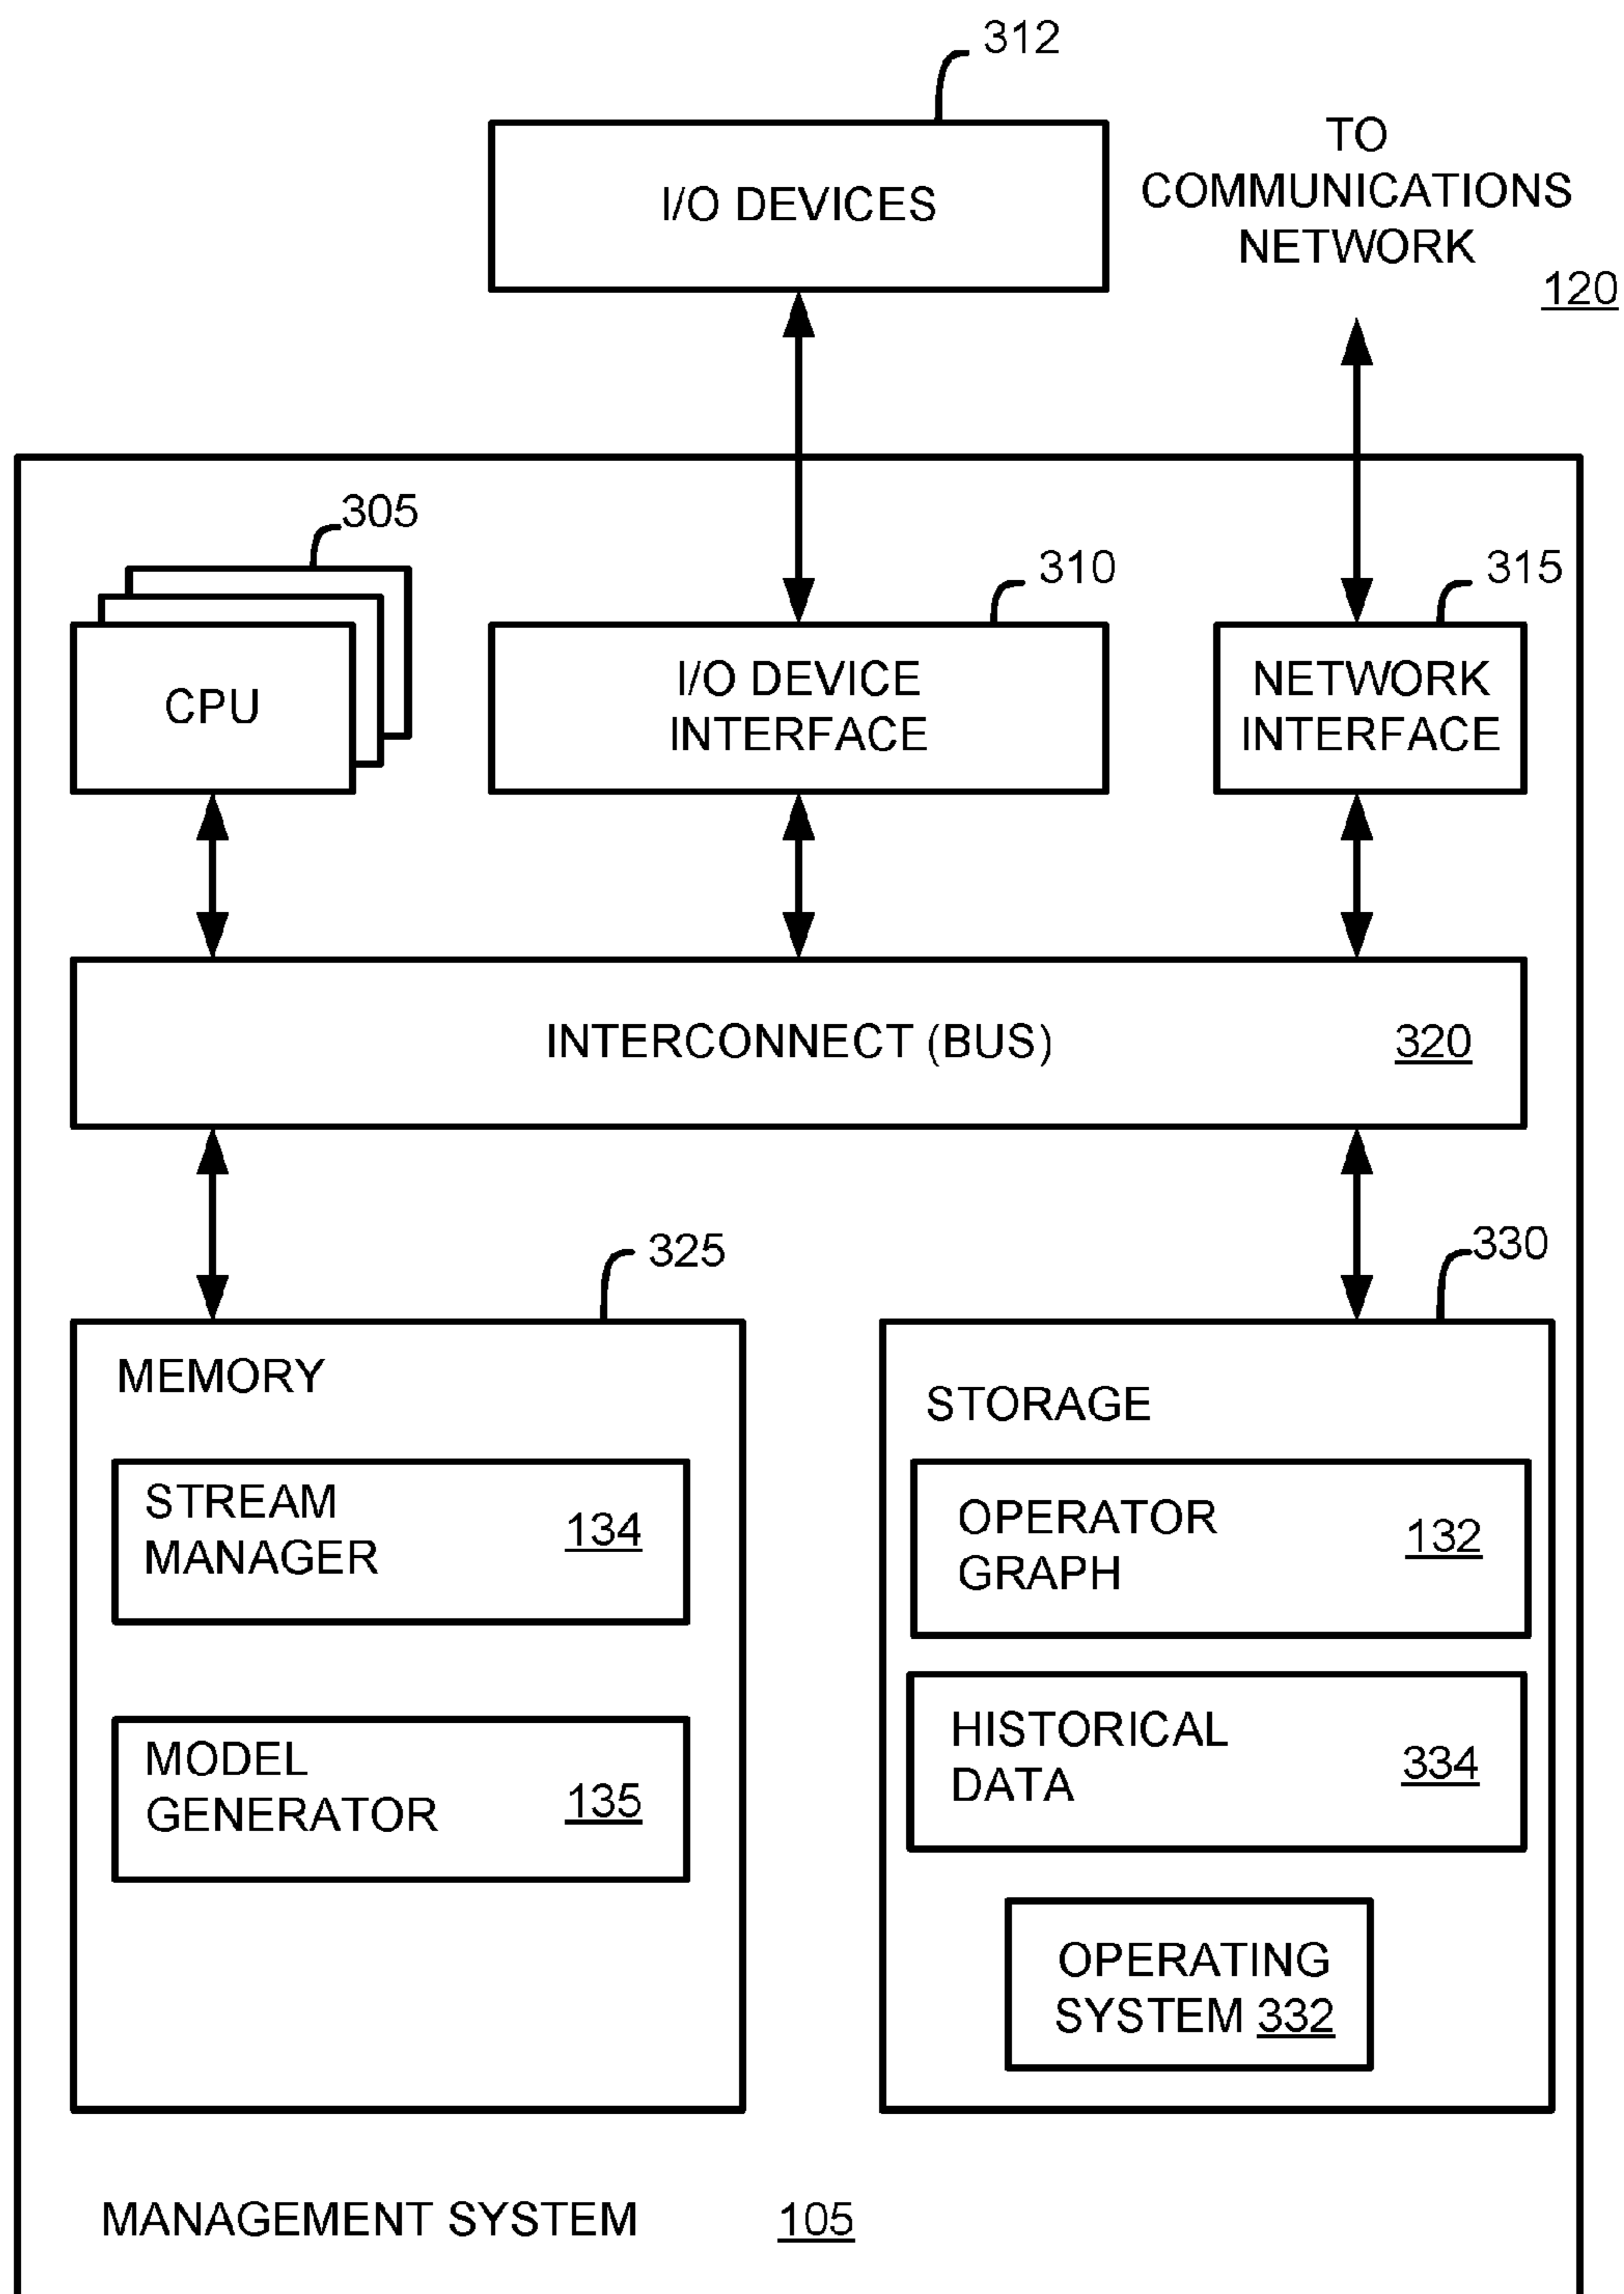 312
I/O DEVICES
TO
COMMUNICATIONS
NETWORK
120
305
310
315
CPU
I/O DEVICE
INTERFACE
NETWORK
INTERFACE
INTERCONNECT (BUS) 320
325
330
MEMORY
STREAM
MANAGER
134
MODEL
GENERATOR
135
STORAGE
OPERATOR
GRAPH
132
HISTORICAL
DATA
334
OPERATING
SYSTEM 332
MANAGEMENT SYSTEM 105